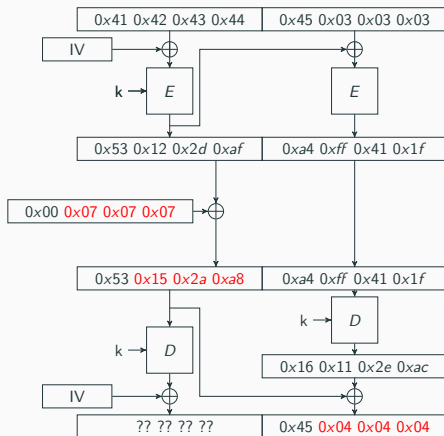 0x41 0x42 0x43 0x44 0x45 0x03 0x03 0x03
IV
k E E
0x53 0x12 0x2d 0xaf 0xa4 0xff 0x41 0x1f
0x00 0x07 0x07 0x07
0x53 0x15 0x2a 0xa8 0xa4 0xff 0x41 0x1f
k D
k D
0x16 0x11 0x2e 0xac
IV
?? ?? ?? ?? 0x45 0x04 0x04 0x04